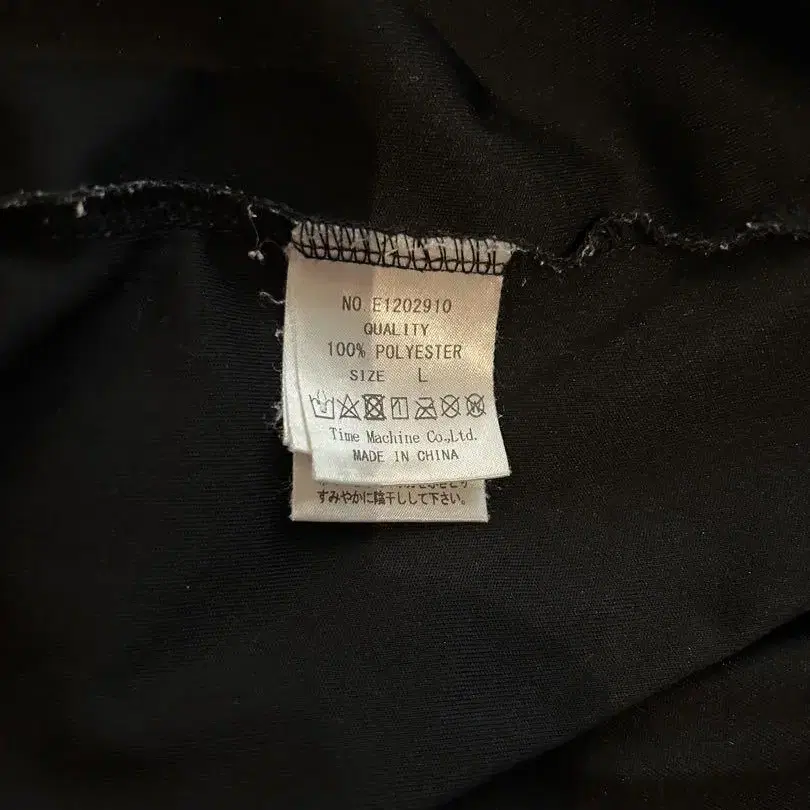 NO.E1202910
QUALITY
100% POLYESTER
SIZE L
Time Machine Co.,Ltd.
MADE IN CHINA
すみやかに陰干しして下さい。